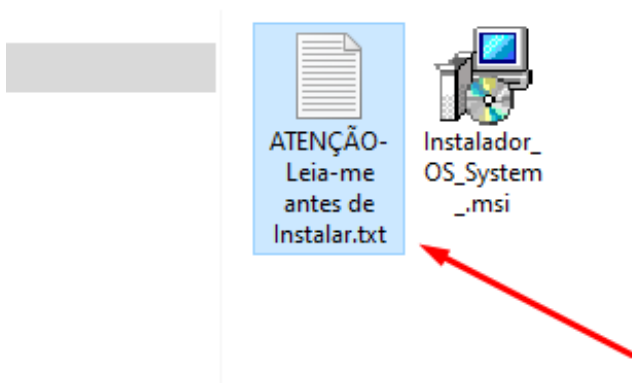 ATENÇÃO-
Leia-me
antes de
Instalar.txt
Instalador_
OS_System
_.msi